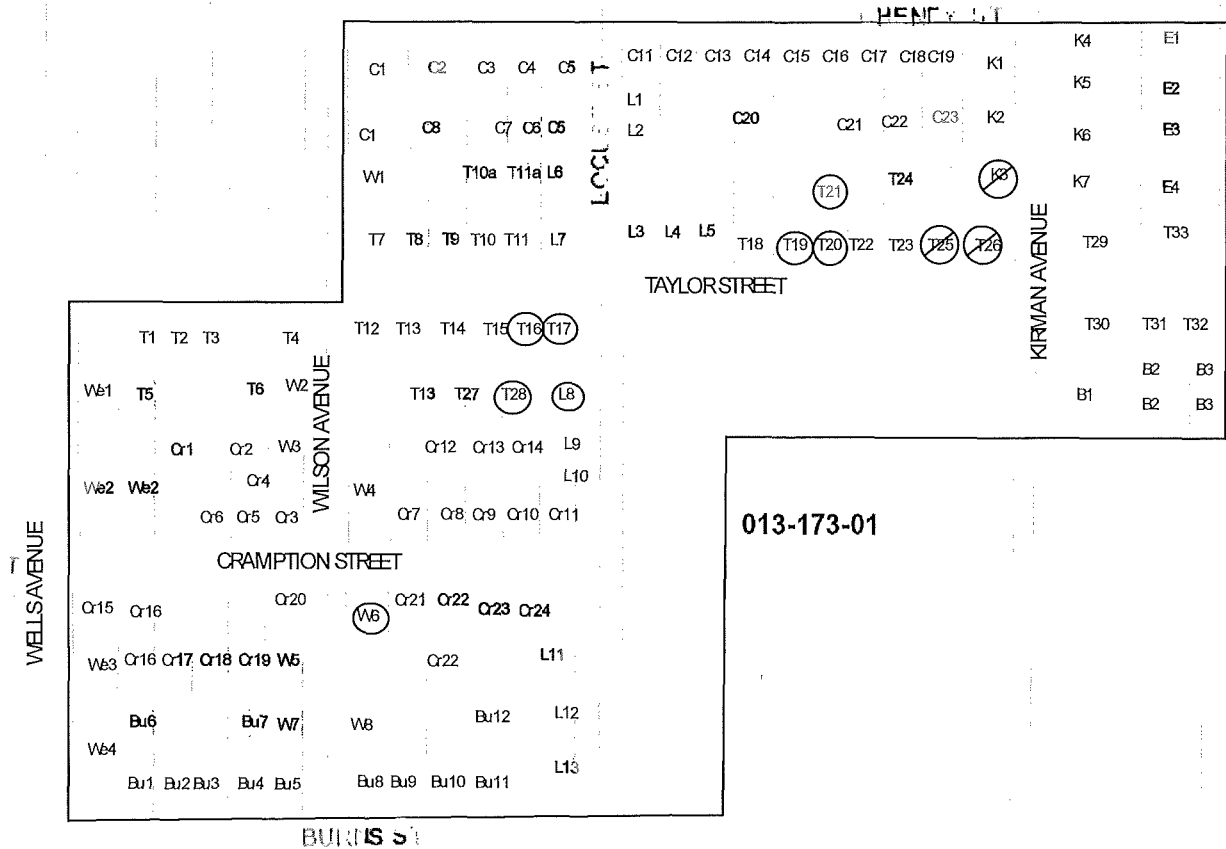 C1 C2 C3 C4 C5 C11 C12 C13 C14 C15 C16 C17 C18 C19 K1 K4 E1
L1 K5 E2
C1 C8 C7 C6 C5 L2 C20 C21 C22 C23 K2 K6 E3
W1 T10a T11a L6 T21 T24 K3 K7 E4
T7 T8 T9 T10 T11 L7 L3 L4 L5 T18 T19 T20 T22 T23 T25 T26 T29 T33
TAYLOR STREET
KIRMAN AVENUE
T1 T2 T3 T4 T12 T13 T14 T15 T16 T17 T30 T31 T32
We1 T5 T6 W2 T13 T27 T28 L8 B1 B2 B3
B2 B3
WILSON AVENUE
Cr1 Cr2 W3 Cr12 Cr13 Cr14 L9
We2 We2 Cr4 W4 L10
Cr6 Cr5 Cr3 Cr7 Cr8 Cr9 Cr10 Cr11
013-173-01
WELLS AVENUE
CRAMPTION STREET
Cr15 Cr16 Cr20 W6 Cr21 Cr22 Cr23 Cr24
We3 Cr16 Cr17 Cr18 Cr19 W5 Cr22 L11
Bu6 Bu7 W7 W8 Bu12 L12
We4
Bu1 Bu2 Bu3 Bu4 Bu5 Bu8 Bu9 Bu10 Bu11 L13